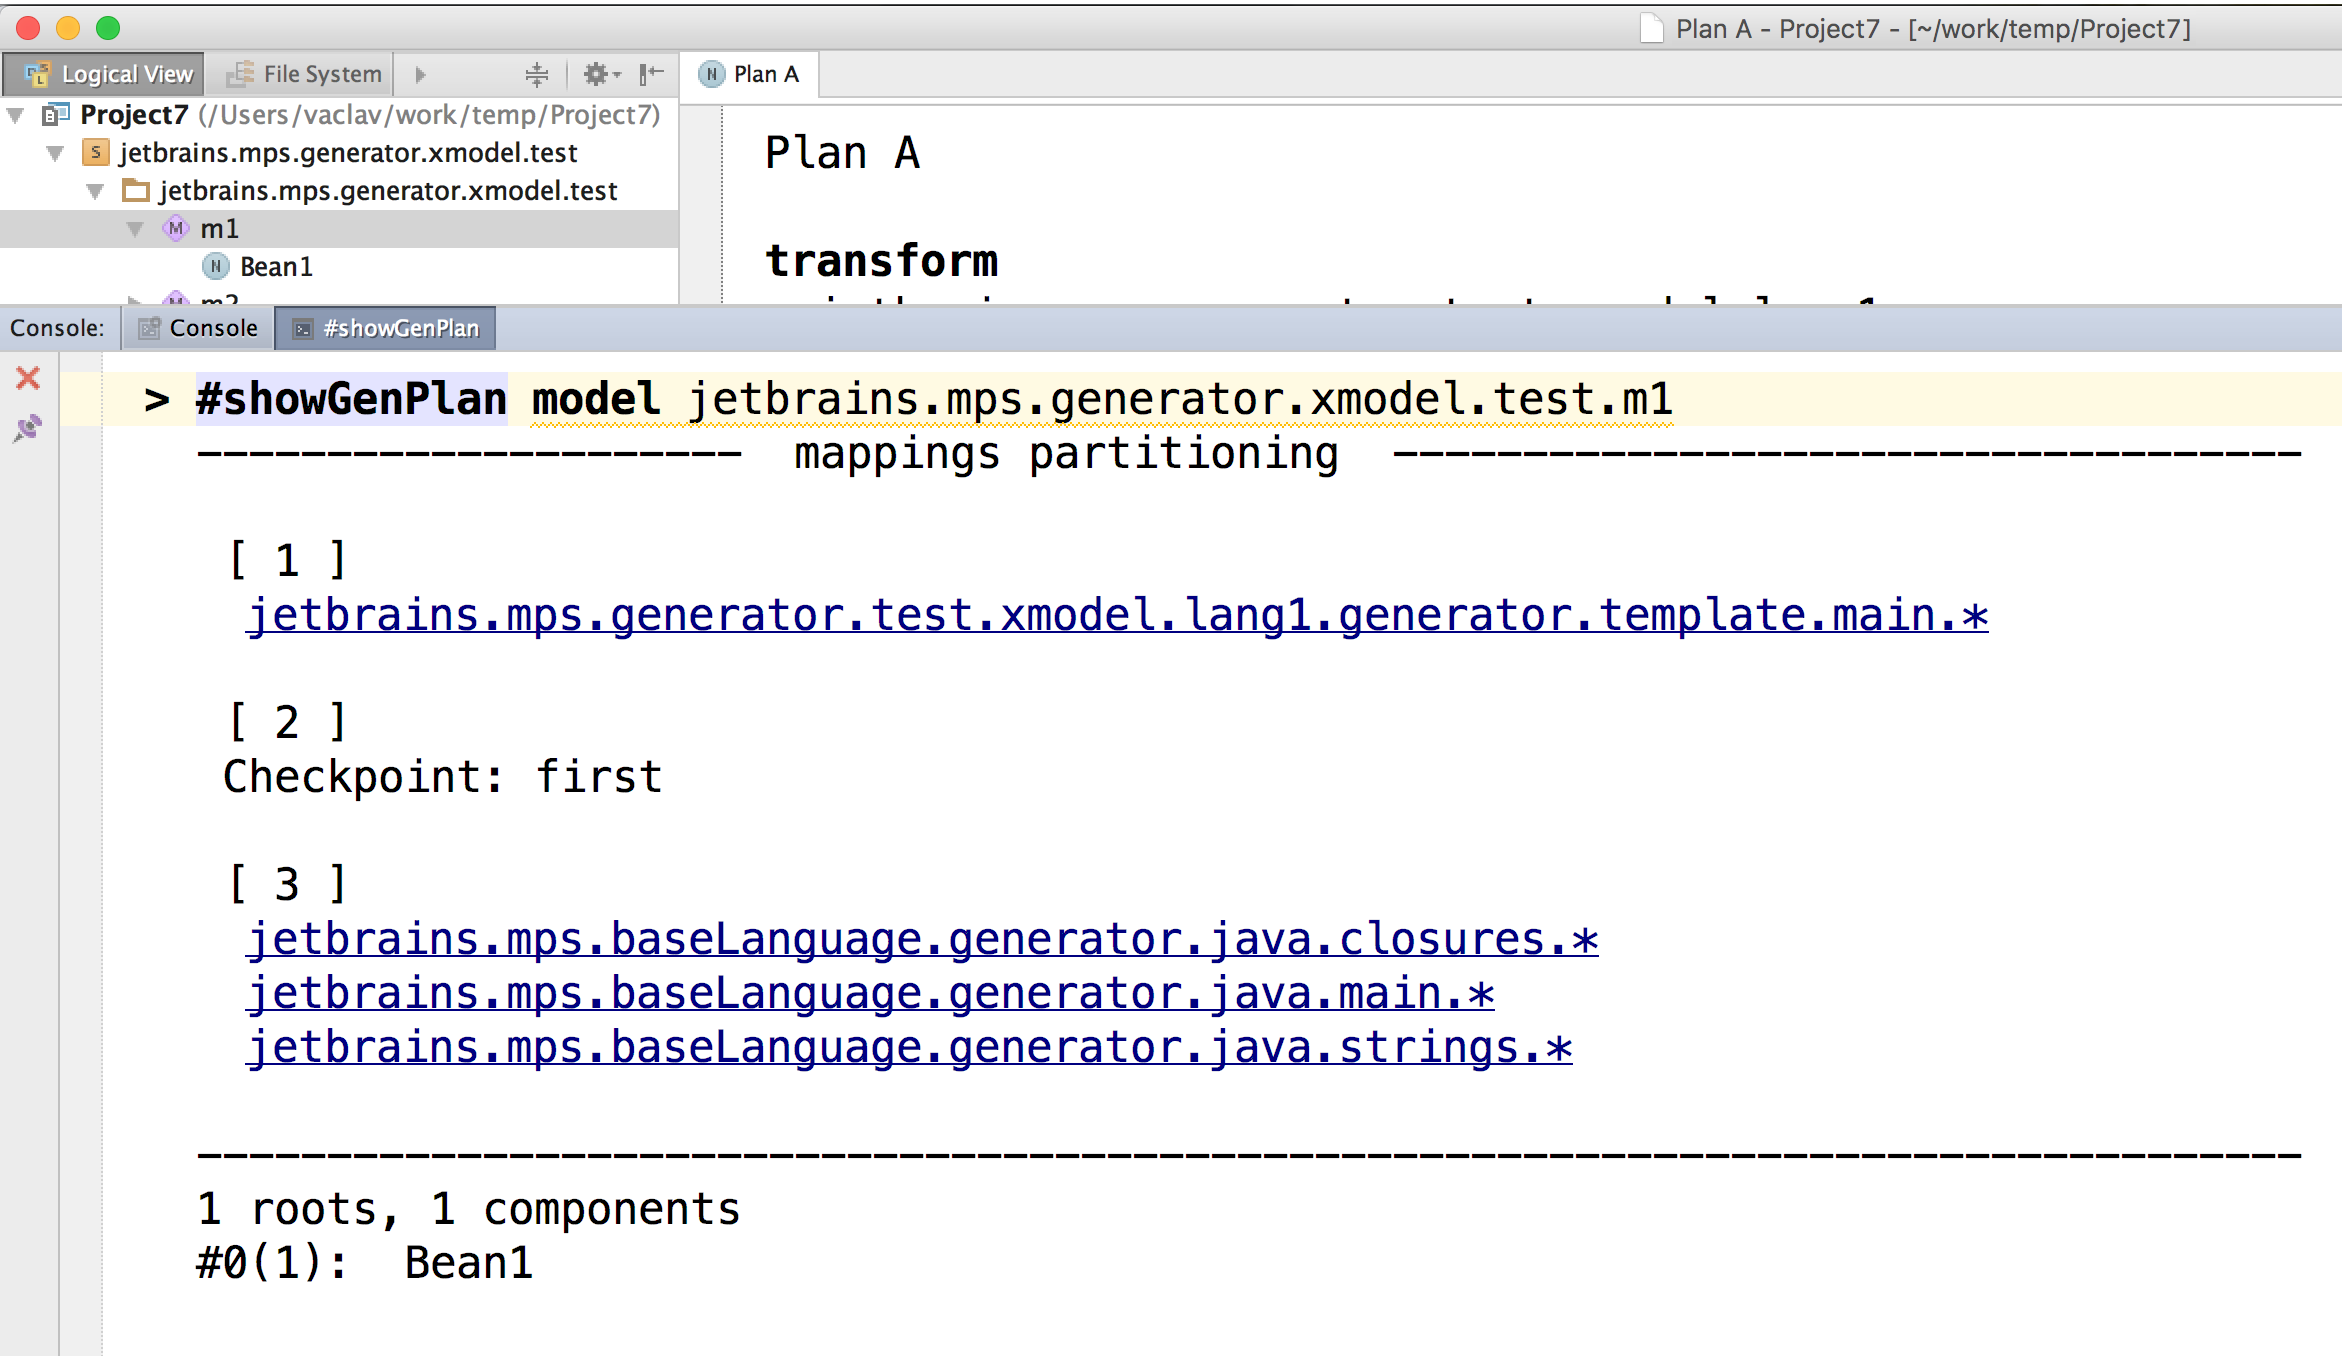 Plan A - Project7 - [~/work/temp/Project7]
Logical View
File System
Plan A
Project7 (/Users/vaclav/work/temp/Project7)
jetbrains.mps.generator.xmodel.test
jetbrains.mps.generator.xmodel.test
m1
Bean1
m2
Plan A
transform
Console:
Console
#showGenPlan
> #showGenPlan model jetbrains.mps.generator.xmodel.test.m1
--------------------- mappings partitioning -----------------------------------
[ 1 ]
jetbrains.mps.generator.test.xmodel.lang1.generator.template.main.*
[ 2 ]
Checkpoint: first
[ 3 ]
jetbrains.mps.baseLanguage.generator.java.closures.*
jetbrains.mps.baseLanguage.generator.java.main.*
jetbrains.mps.baseLanguage.generator.java.strings.*
---------------------------------------------------------------------------------
1 roots, 1 components
#0(1):  Bean1